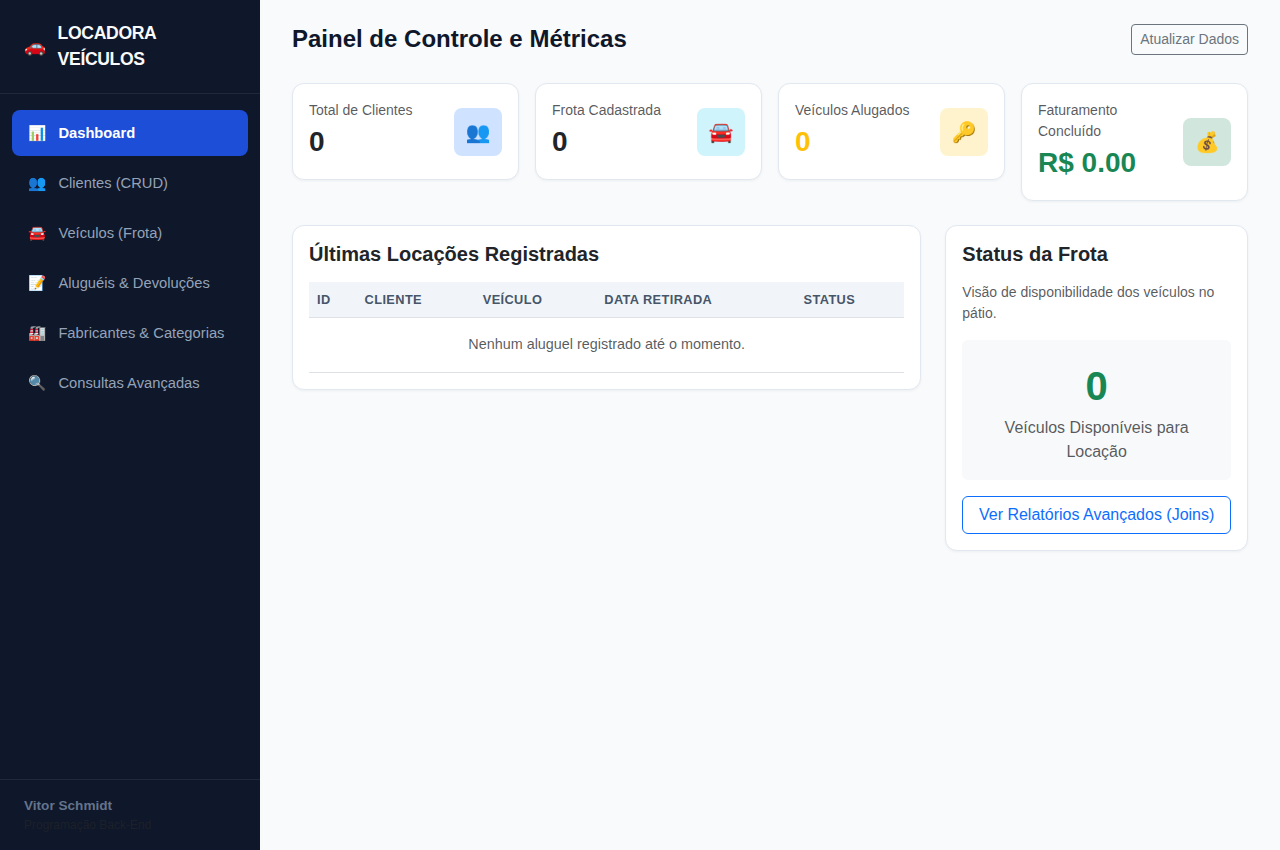 LOCADORA
VEÍCULOS
Dashboard
Clientes (CRUD)
Veículos (Frota)
Aluguéis & Devoluções
Fabricantes & Categorias
Consultas Avançadas
Vitor Schmidt
Programação Back-End
Painel de Controle e Métricas
Atualizar Dados
Total de Clientes
0
Frota Cadastrada
0
Veículos Alugados
0
Faturamento
Concluído
R$ 0.00
Últimas Locações Registradas
ID CLIENTE VEÍCULO DATA RETIRADA STATUS
Nenhum aluguel registrado até o momento.
Status da Frota
Visão de disponibilidade dos veículos no
pátio.
0
Veículos Disponíveis para
Locação
Ver Relatórios Avançados (Joins)